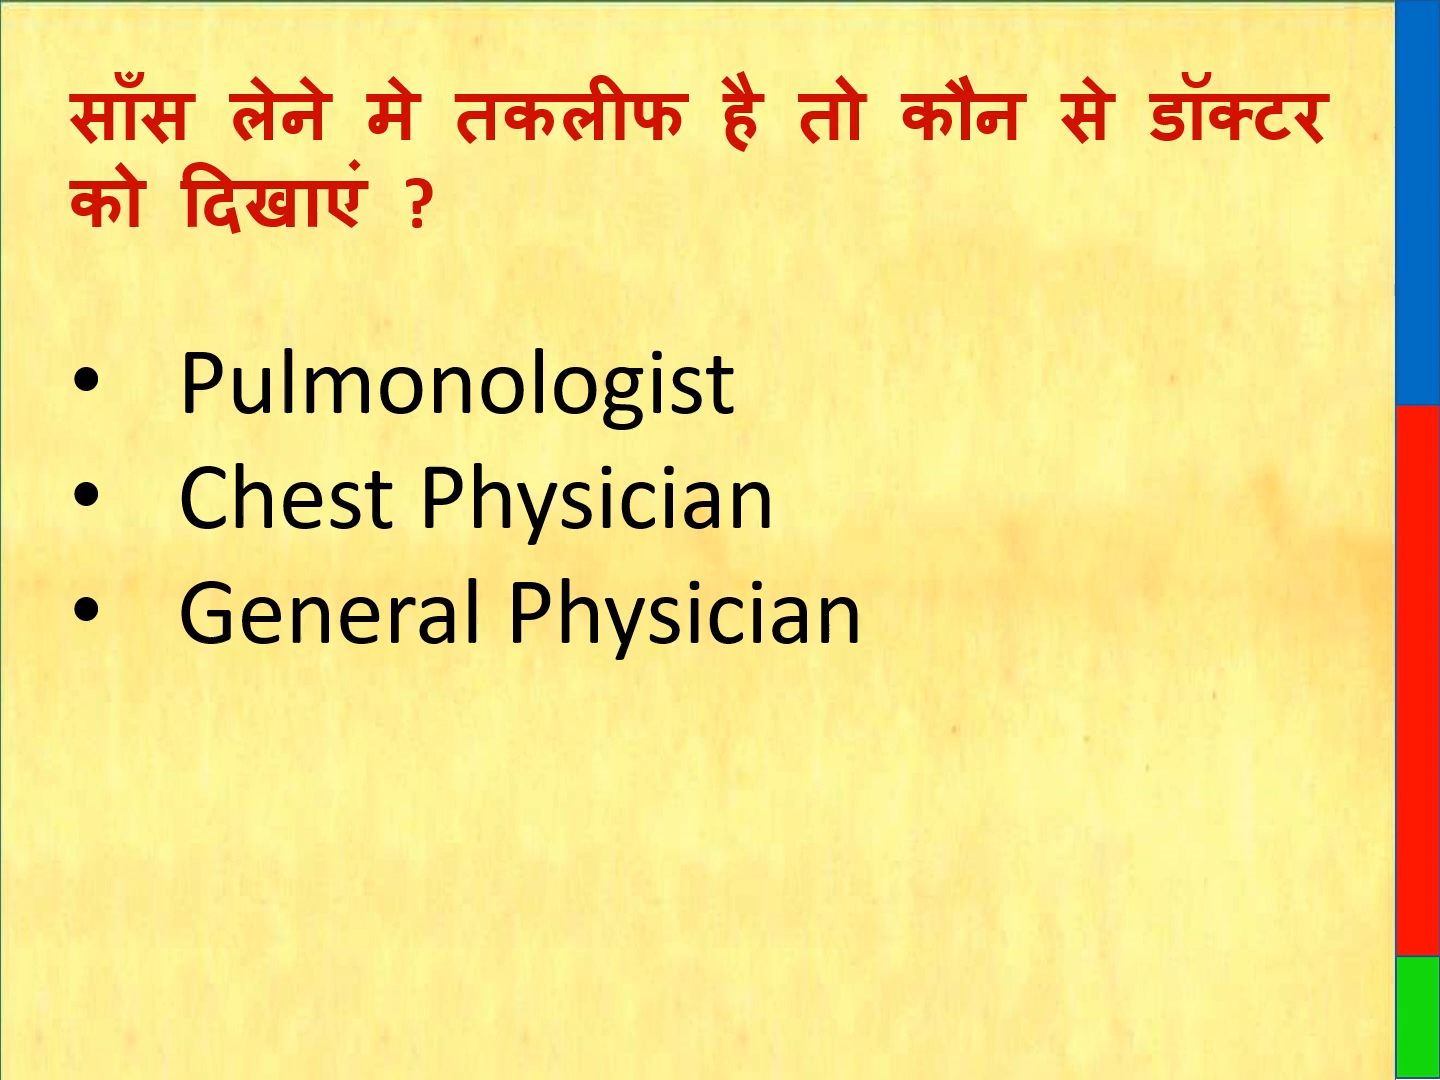 साँस लेने मे तकलीफ है तो कौन से डॉक्टर
को दिखाएं ?
• Pulmonologist
• Chest Physician
• General Physician